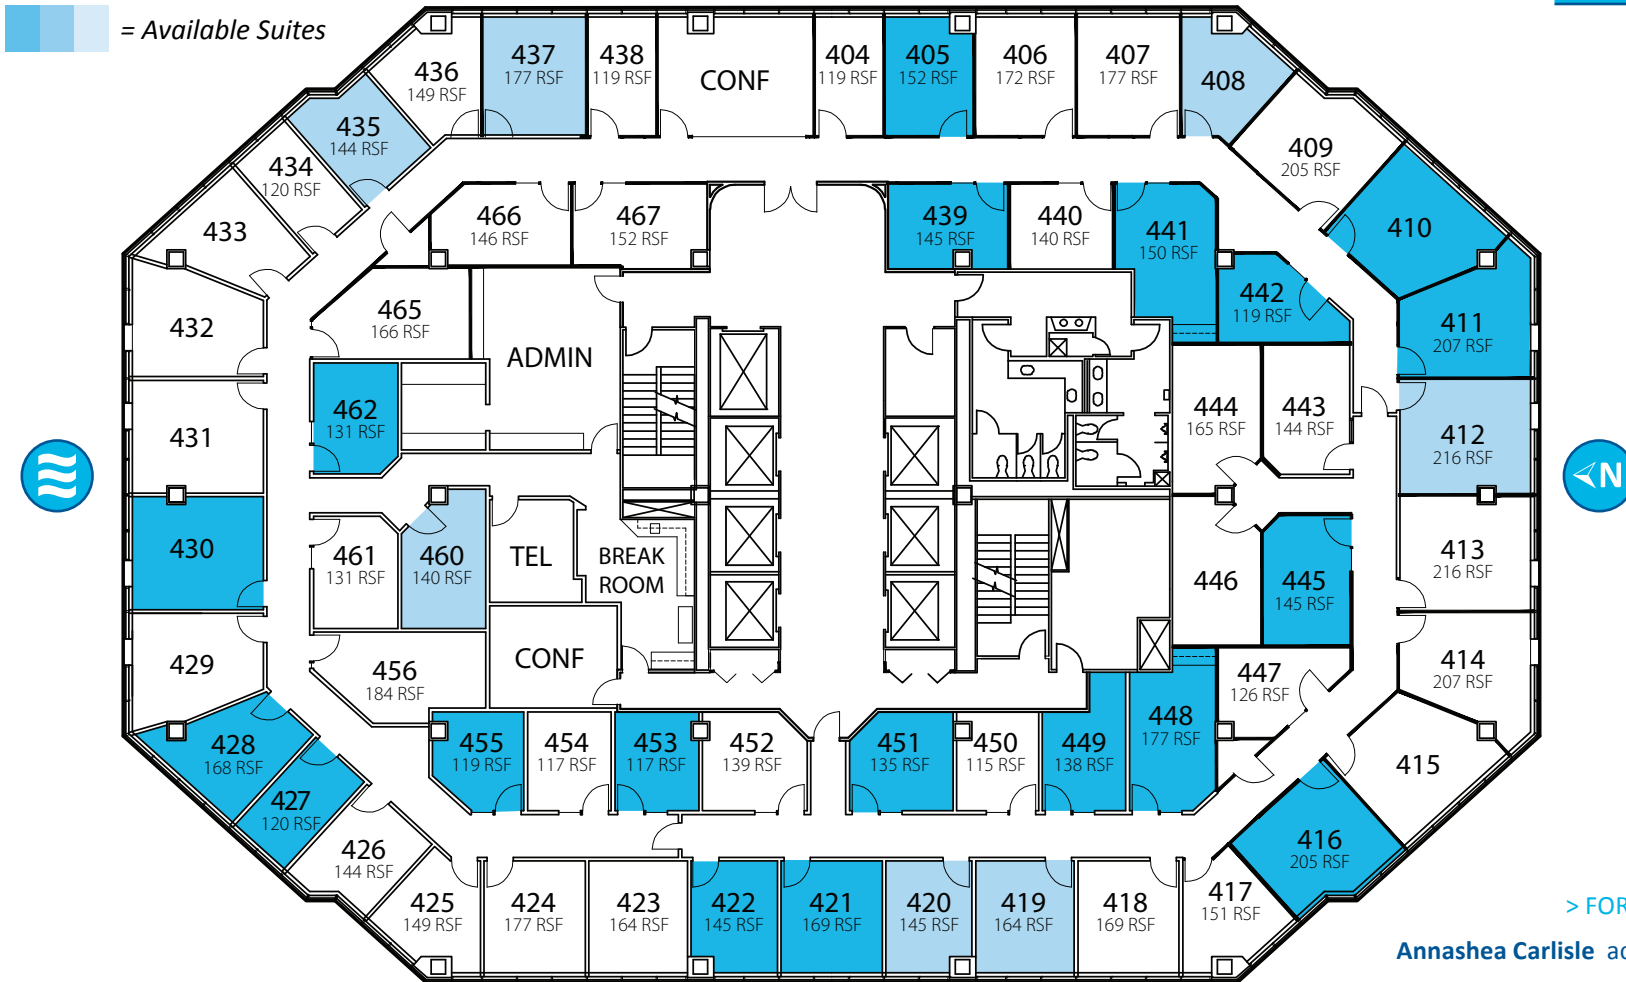 = Available Suites
436
149 RSF
437
177 RSF
438
119 RSF
CONF
404
119 RSF
405
152 RSF
406
172 RSF
407
177 RSF
408
435
144 RSF
409
205 RSF
434
120 RSF
433
466
146 RSF
467
152 RSF
439
145 RSF
440
140 RSF
441
150 RSF
410
432
465
166 RSF
442
119 RSF
411
207 RSF
ADMIN
431
462
131 RSF
444
165 RSF
443
144 RSF
412
216 RSF
N
430
461
131 RSF
460
140 RSF
TEL
BREAK
ROOM
446
445
145 RSF
413
216 RSF
429
456
184 RSF
CONF
447
126 RSF
414
207 RSF
428
168 RSF
455
119 RSF
454
117 RSF
453
117 RSF
452
139 RSF
451
135 RSF
450
115 RSF
449
138 RSF
448
177 RSF
415
427
120 RSF
426
144 RSF
416
205 RSF
425
149 RSF
424
177 RSF
423
164 RSF
422
145 RSF
421
169 RSF
420
145 RSF
419
164 RSF
418
169 RSF
417
151 RSF
> FOR
Annashea Carlisle